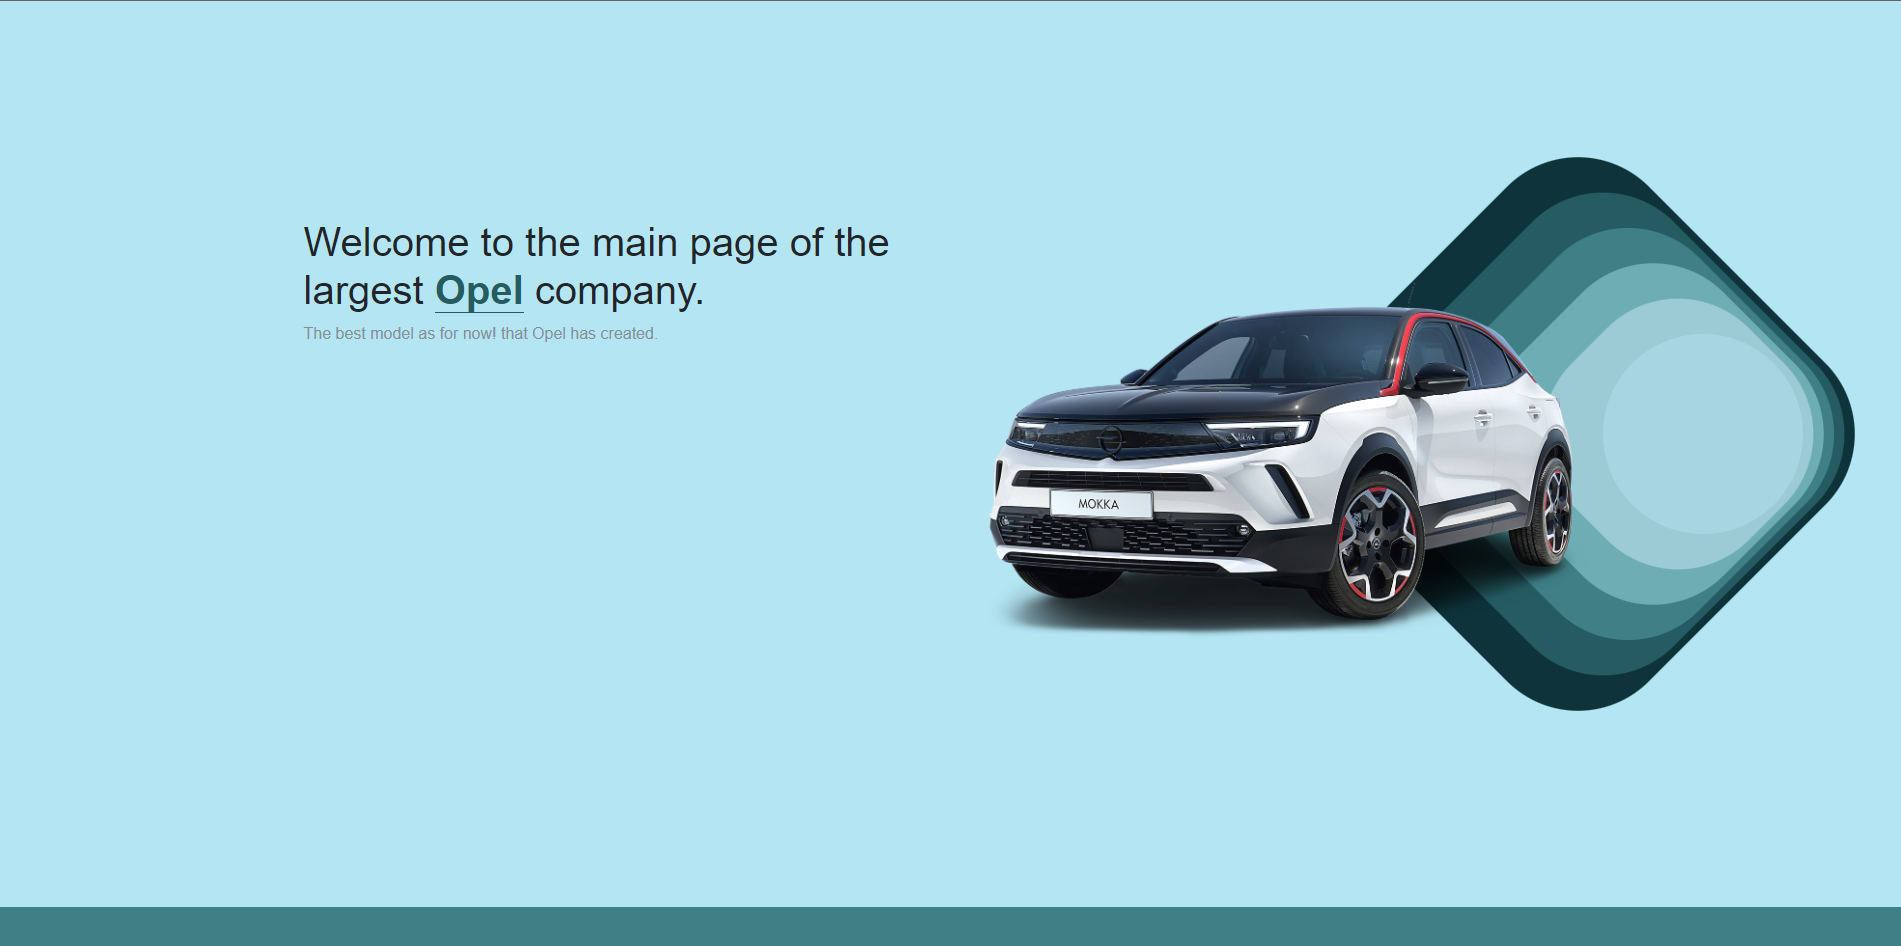 Welcome to the main page of the
largest Opel company.
The best model as for now! that Opel has created.
MOKKA